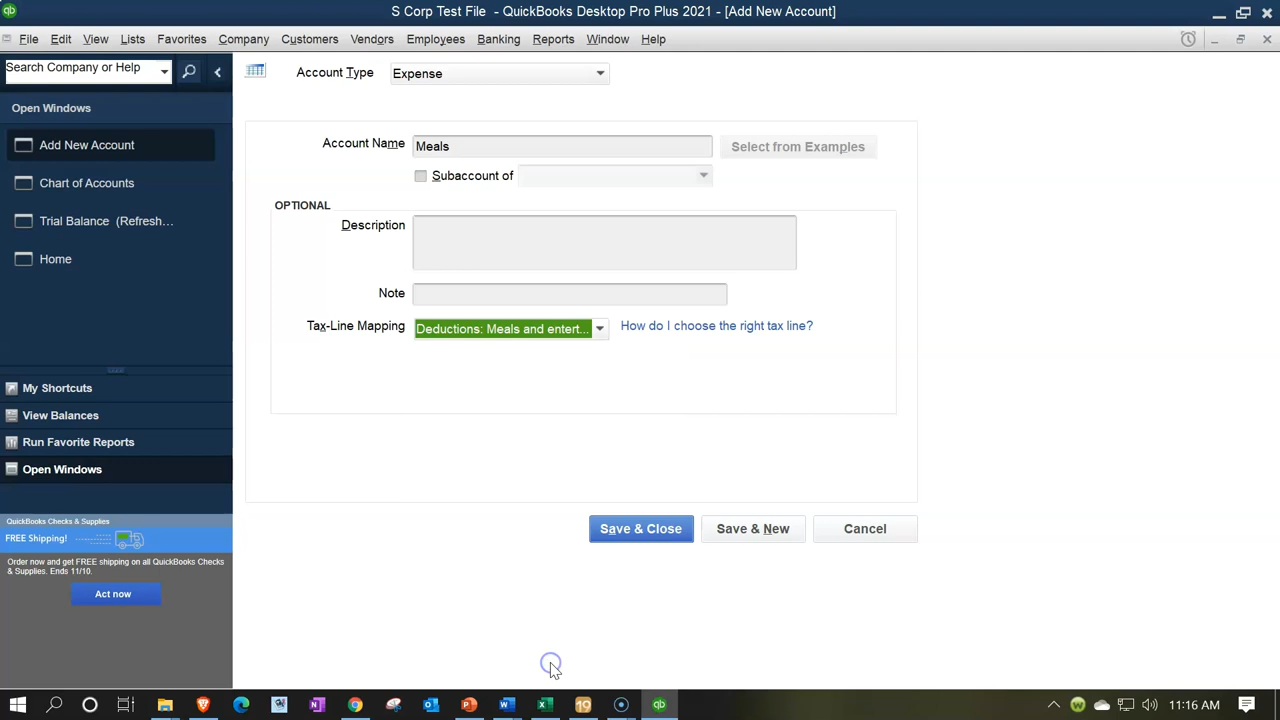 S Corp Test File - QuickBooks Desktop Pro Plus 2021 - [Add New Account]
File Edit View Lists Favorites Company Customers Vendors Employees Banking Reports Window Help
Search Company or Help
Account Type Expense
Open Windows
Add New Account
Chart of Accounts
Trial Balance (Refresh...
Home
Account Name Meals Select from Examples
Subaccount of
OPTIONAL
Description
Note
Tax-Line Mapping Deductions: Meals and entert... How do I choose the right tax line?
My Shortcuts
View Balances
Run Favorite Reports
Open Windows
Save & Close Save & New Cancel
QuickBooks Checks & Supplies
FREE Shipping!
Order now and get FREE shipping on all QuickBooks Checks
& Supplies. Ends 11/10.
Act now
11:16 AM